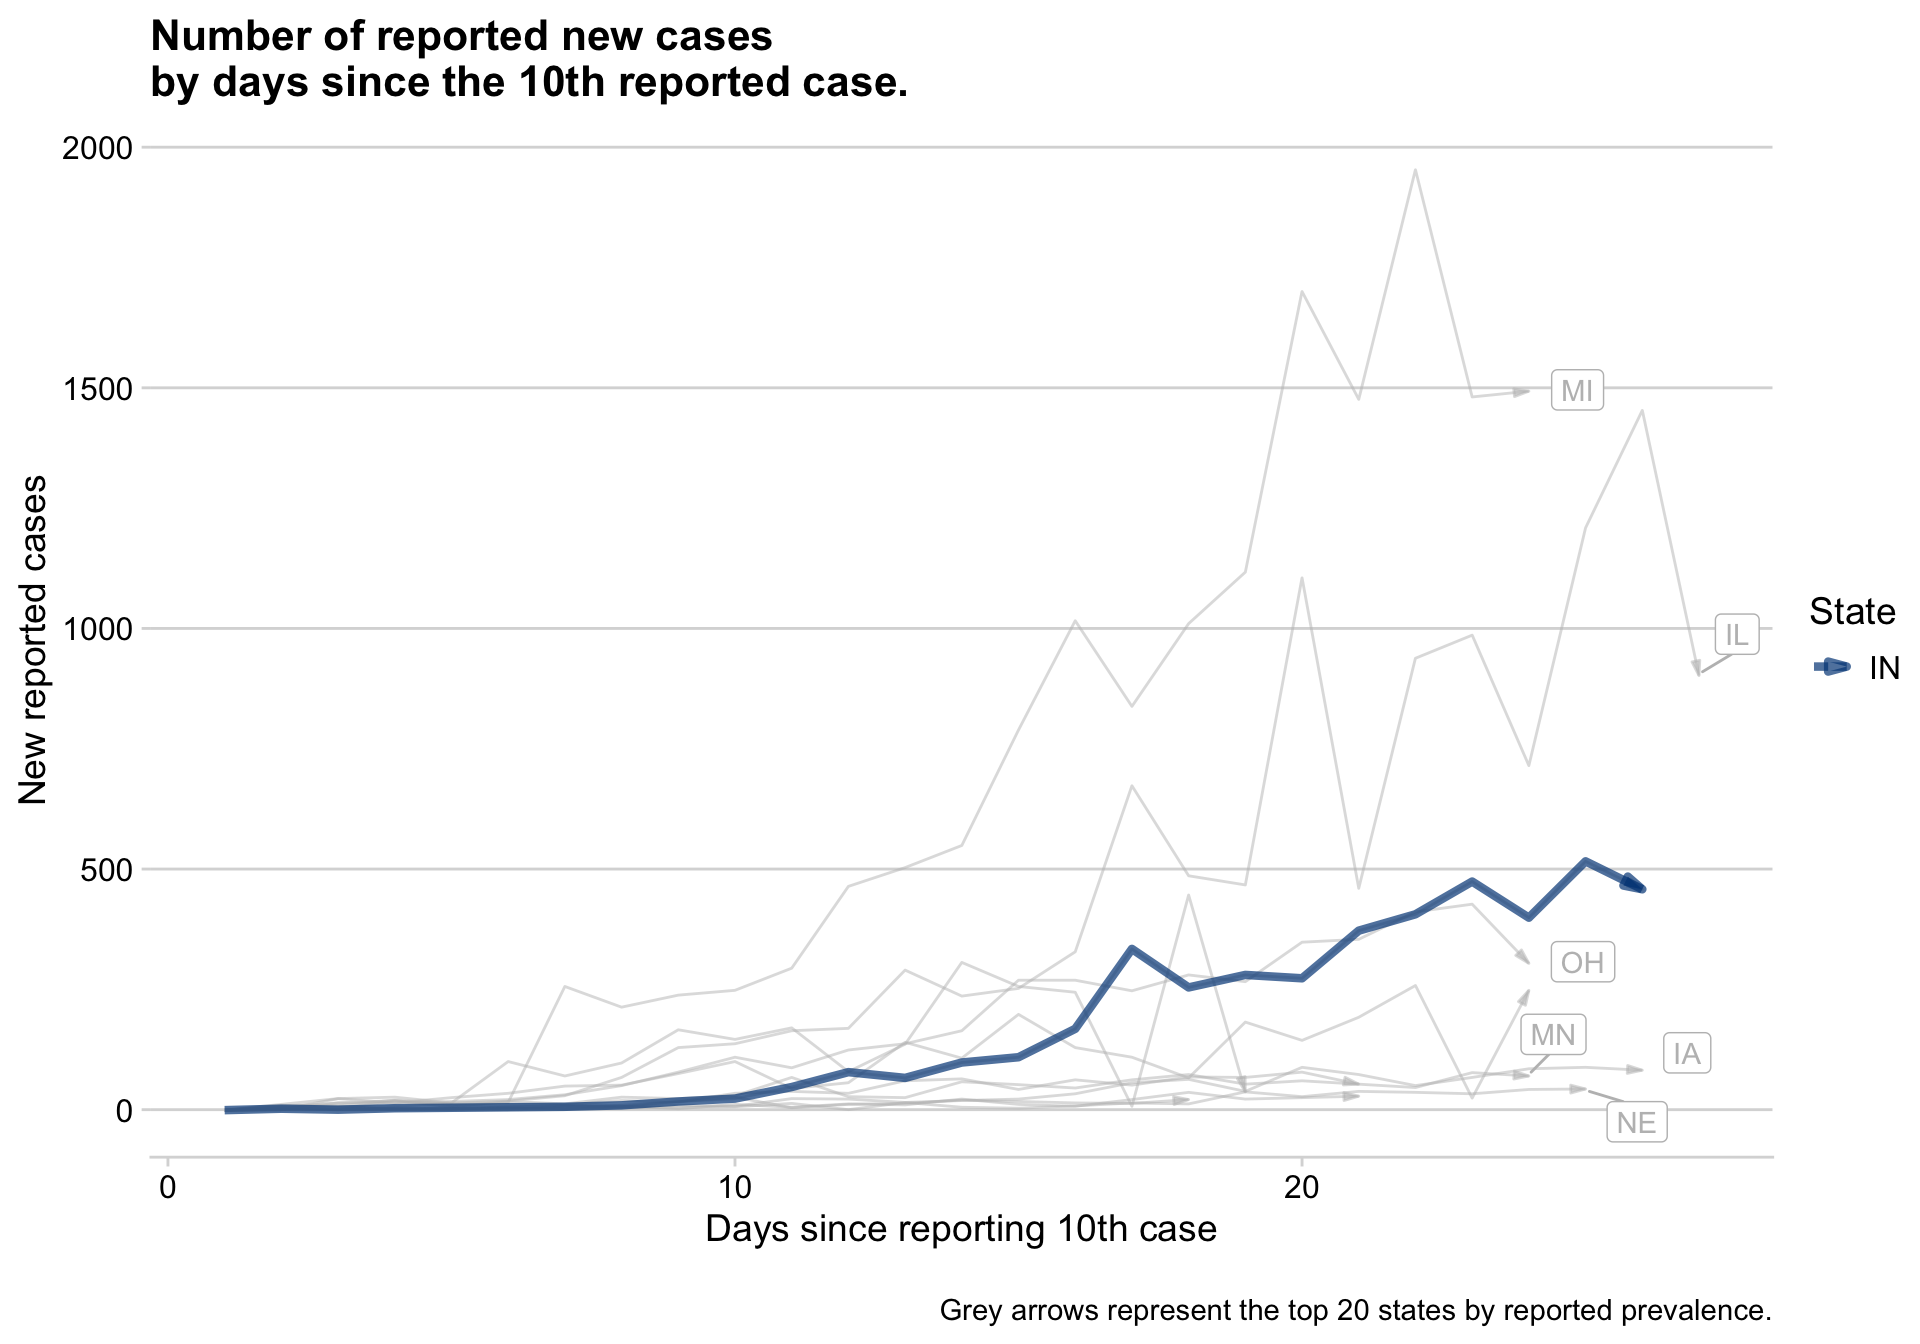 Number of reported new cases
by days since the 10th reported case.
2000
1500
1000
500
0
New reported cases
MI
IL
OH
MN
IA
NE
State
IN
0 10 20
Days since reporting 10th case
Grey arrows represent the top 20 states by reported prevalence.